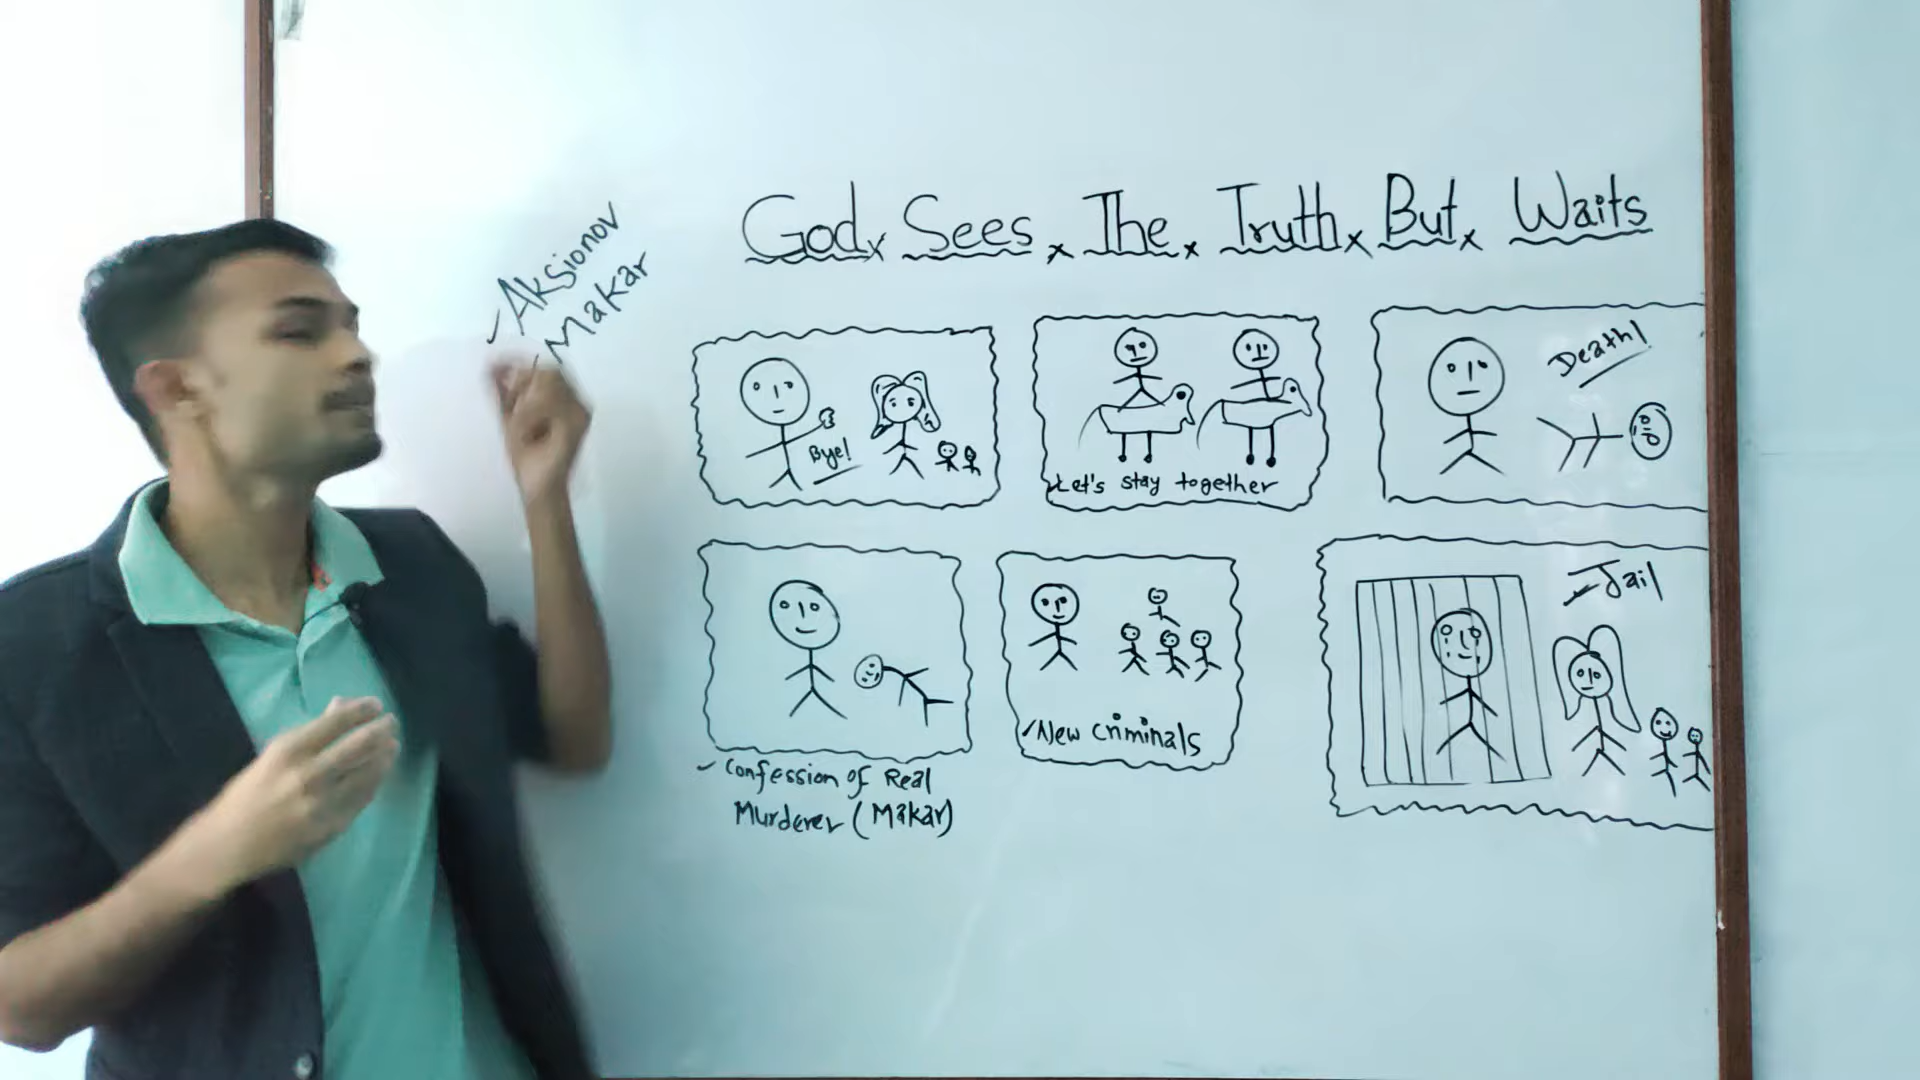 God Sees The Truth But Waits
Aksionov
Makar
Bye!
Let's stay together
Death!
Confession of Real
Murderer (Makar)
New Criminals
Jail